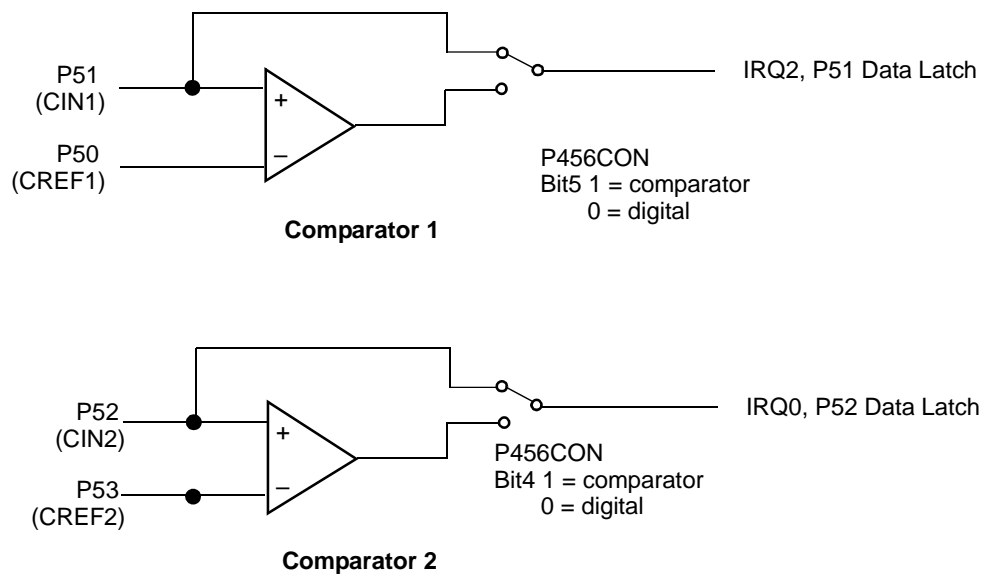 P51
(CIN1)
P50
(CREF1)
+
–
IRQ2, P51 Data Latch
P456CON
Bit5 1 = comparator
0 = digital
Comparator 1
P52
(CIN2)
P53
(CREF2)
+
–
IRQ0, P52 Data Latch
P456CON
Bit4 1 = comparator
0 = digital
Comparator 2